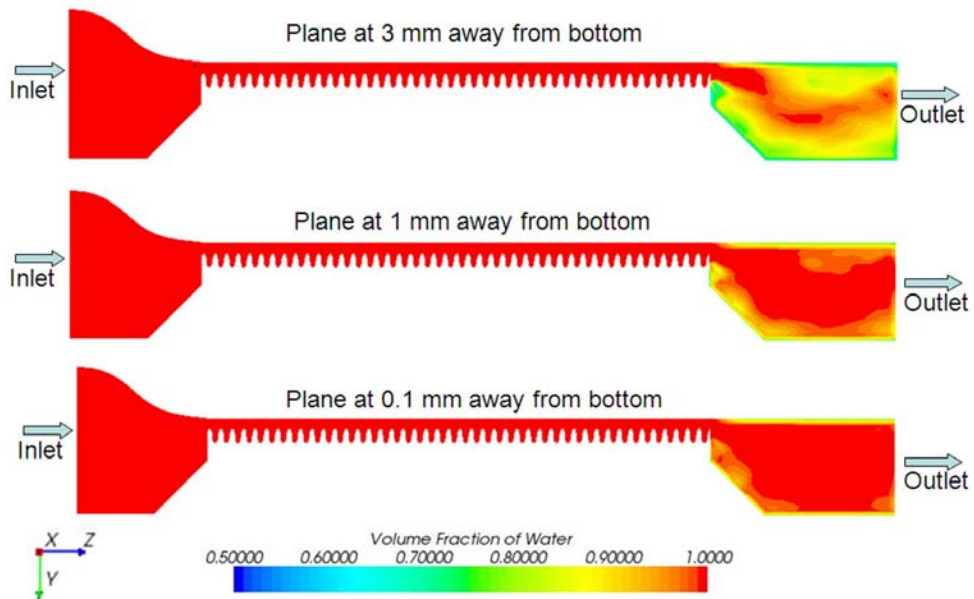 Plane at 3 mm away from bottom
Inlet
Outlet
Plane at 1 mm away from bottom
Inlet
Outlet
Plane at 0.1 mm away from bottom
Inlet
Outlet
X Z
Y
Volume Fraction of Water
0.50000 0.60000 0.70000 0.80000 0.90000 1.0000